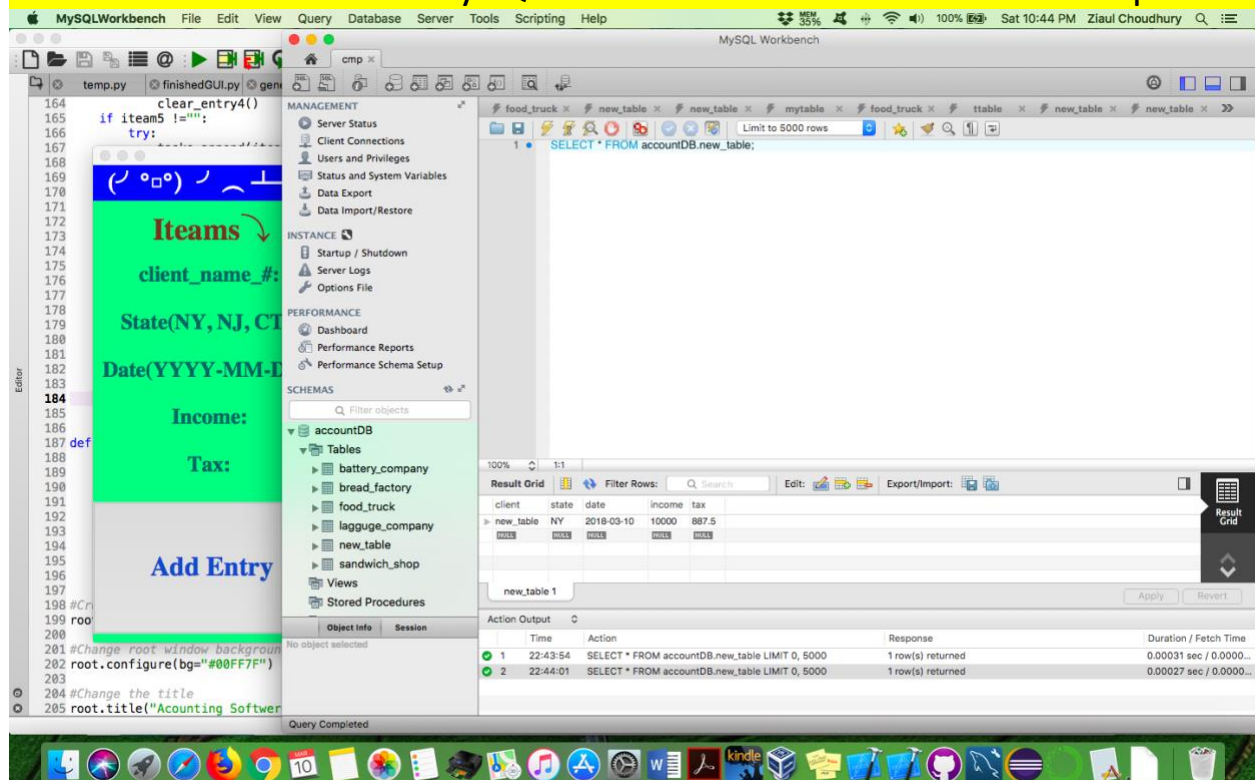 MySQLWorkbench File Edit View Query Database Server Tools Scripting Help MEM 35% 100% Sat 10:44 PM Ziaul Choudhury
MySQL Workbench
cmp ×
temp.py finishedGUI.py
food_truck × new_table × new_table × mytable × food_truck × ttable × new_table × new_table ×
Limit to 5000 rows
1 SELECT * FROM accountDB.new_table;
164 clear_entry4()
165 if iteam5 !="":
166 try:
167
168
169
170
171
172
173
174
175
176
177
178
179
180
181
182
183
184
185
186
187 def
188
189
190
191
192
193
194
195
196
197
198 #Cr
199 roo
200
201 #Change root window backgroun
202 root.configure(bg="#00FF7F")
203
204 #Change the title
205 root.title("Acounting Softwer
Editor
(╯°□°)╯︵ ┻
Iteams
client_name_#:
State(NY, NJ, CT
Date(YYYY-MM-D
Income:
Tax:
Add Entry
MANAGEMENT
Server Status
Client Connections
Users and Privileges
Status and System Variables
Data Export
Data Import/Restore
INSTANCE
Startup / Shutdown
Server Logs
Options File
PERFORMANCE
Dashboard
Performance Reports
Performance Schema Setup
SCHEMAS
Filter objects
accountDB
Tables
battery_company
bread_factory
food_truck
lagguge_company
new_table
sandwich_shop
Views
Stored Procedures
Object Info Session
No object selected
100% 1:1
Result Grid Filter Rows: Search Edit: Export/Import:
Result Grid
client state date income tax
new_table NY 2018-03-10 10000 887.5
NULL NULL NULL NULL NULL
new_table 1
Apply Revert
Action Output
Time Action Response Duration / Fetch Time
1 22:43:54 SELECT * FROM accountDB.new_table LIMIT 0, 5000 1 row(s) returned 0.00031 sec / 0.0000...
2 22:44:01 SELECT * FROM accountDB.new_table LIMIT 0, 5000 1 row(s) returned 0.00027 sec / 0.0000...
Query Completed
10
kindle